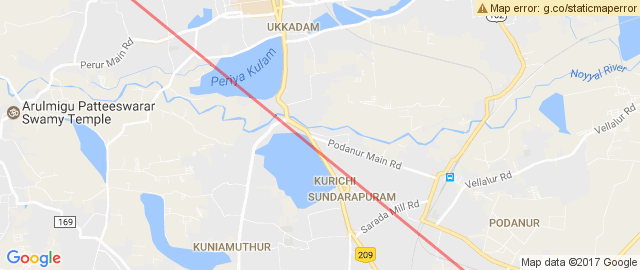 Map error: g.co/staticmaperror
UKKADAM
Perur Main Rd
Periya Kulam
Noyyal River
Arulmigu Patteeswarar
Swamy Temple
Vellalur Rd
Podanur Main Rd
KURICHI
Vellalur Rd
SUNDARAPURAM
Sarada Mill Rd
169
PODANUR
KUNIAMUTHUR
209
Google
Map data ©2017 Google